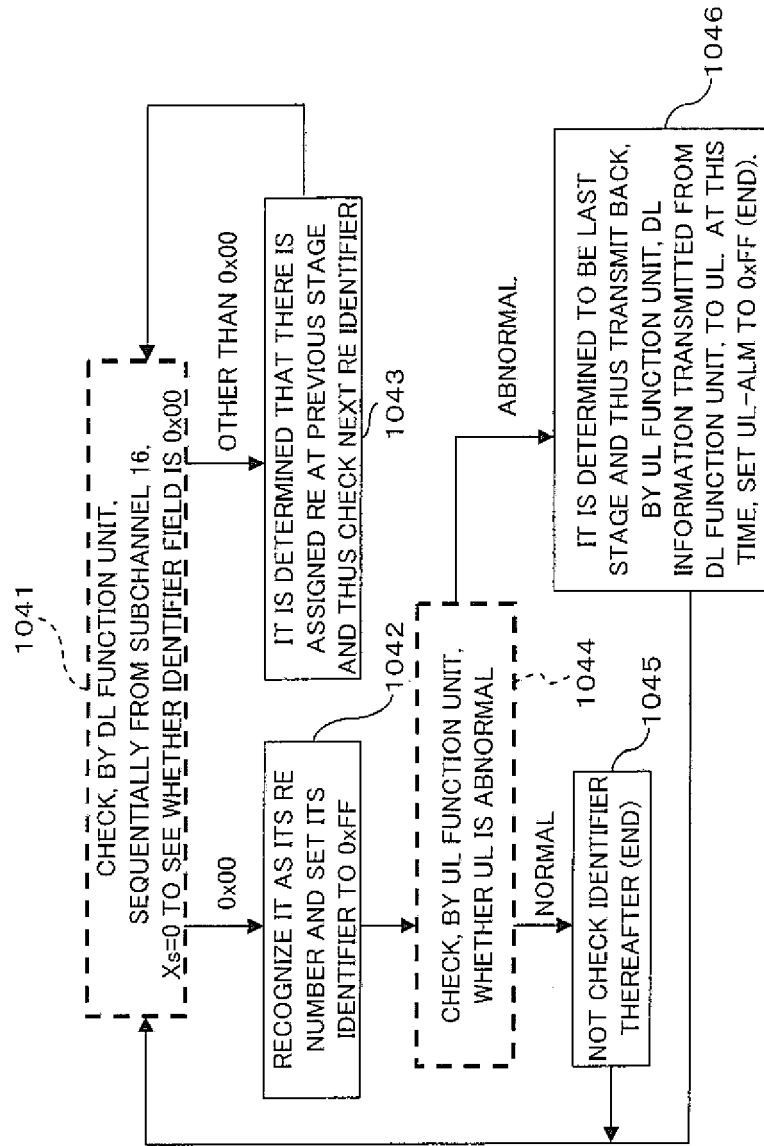 1041
CHECK, BY DL FUNCTION UNIT,
SEQUENTIALLY FROM SUBCHANNEL 16,
Xs=0 TO SEE WHETHER IDENTIFIER FIELD IS 0x00
0x00
OTHER THAN 0x00
RECOGNIZE IT AS ITS RE
NUMBER AND SET ITS
IDENTIFIER TO 0xFF
1042
IT IS DETERMINED THAT THERE IS
ASSIGNED RE AT PREVIOUS STAGE
AND THUS CHECK NEXT RE IDENTIFIER
1043
CHECK, BY UL FUNCTION UNIT,
WHETHER UL IS ABNORMAL
1044
NORMAL
ABNORMAL
NOT CHECK IDENTIFIER
THEREAFTER (END)
1045
IT IS DETERMINED TO BE LAST
STAGE AND THUS TRANSMIT BACK,
BY UL FUNCTION UNIT, DL
INFORMATION TRANSMITTED FROM
DL FUNCTION UNIT, TO UL. AT THIS
TIME, SET UL-ALM TO 0xFF (END).
1046